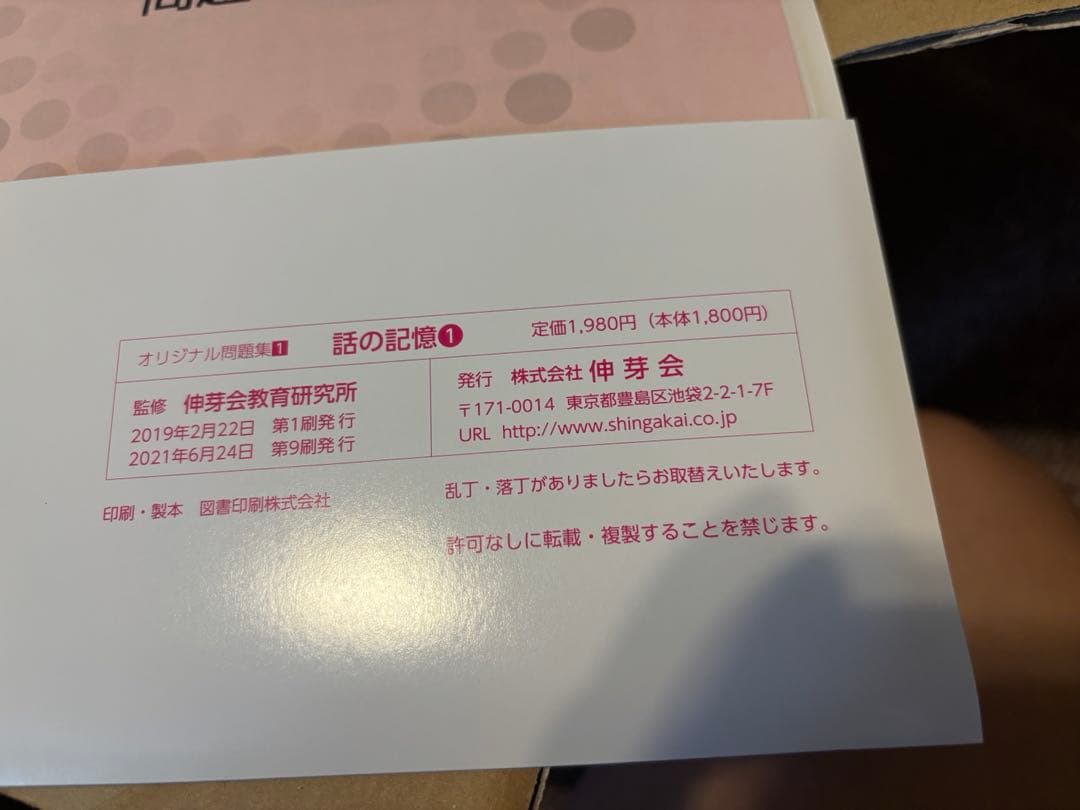 オリジナル問題集1 話の記憶1 定価1,980円（本体1,800円）
監修 伸芽会教育研究所
2019年2月22日 第1刷発行
2021年6月24日 第9刷発行
発行 株式会社 伸芽会
〒171-0014 東京都豊島区池袋2-2-1-7F
URL http://www.shingakai.co.jp
印刷・製本 図書印刷株式会社
乱丁・落丁がありましたらお取替えいたします。
許可なしに転載・複製することを禁じます。